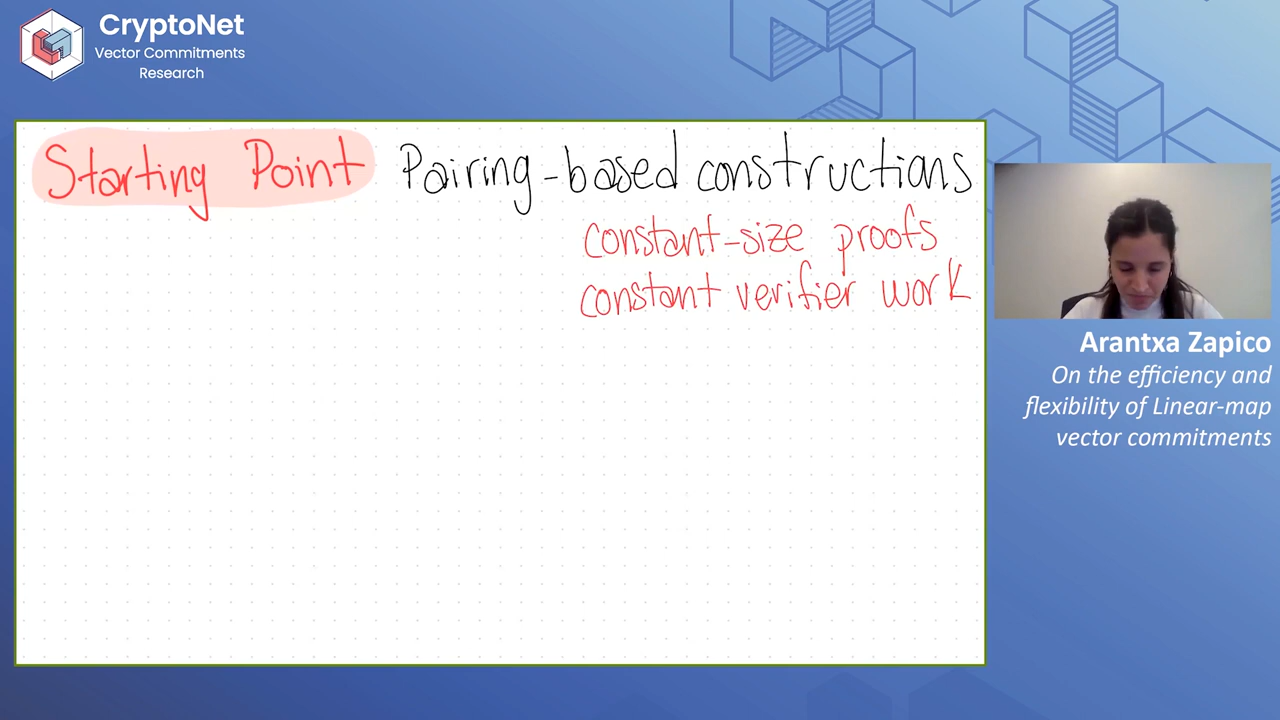 CryptoNet
Vector Commitments
Research
Starting Point Pairing-based constructions
constant-size proofs
constant verifier work
Arantxa Zapico
On the efficiency and
flexibility of Linear-map
vector commitments